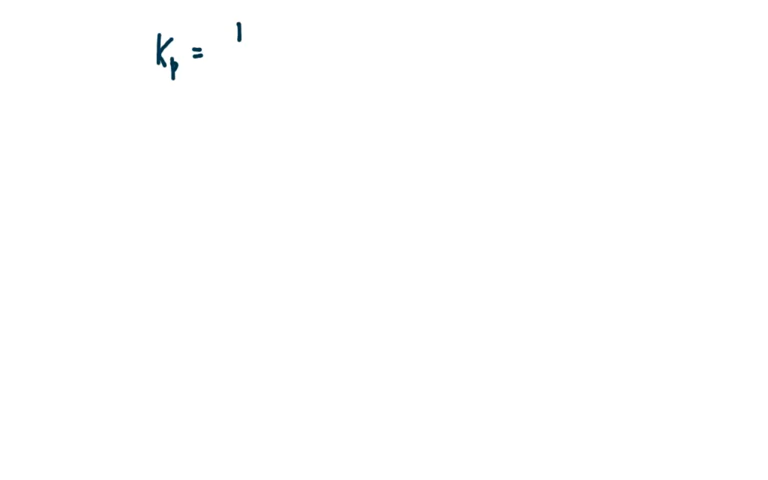 Kp = 1